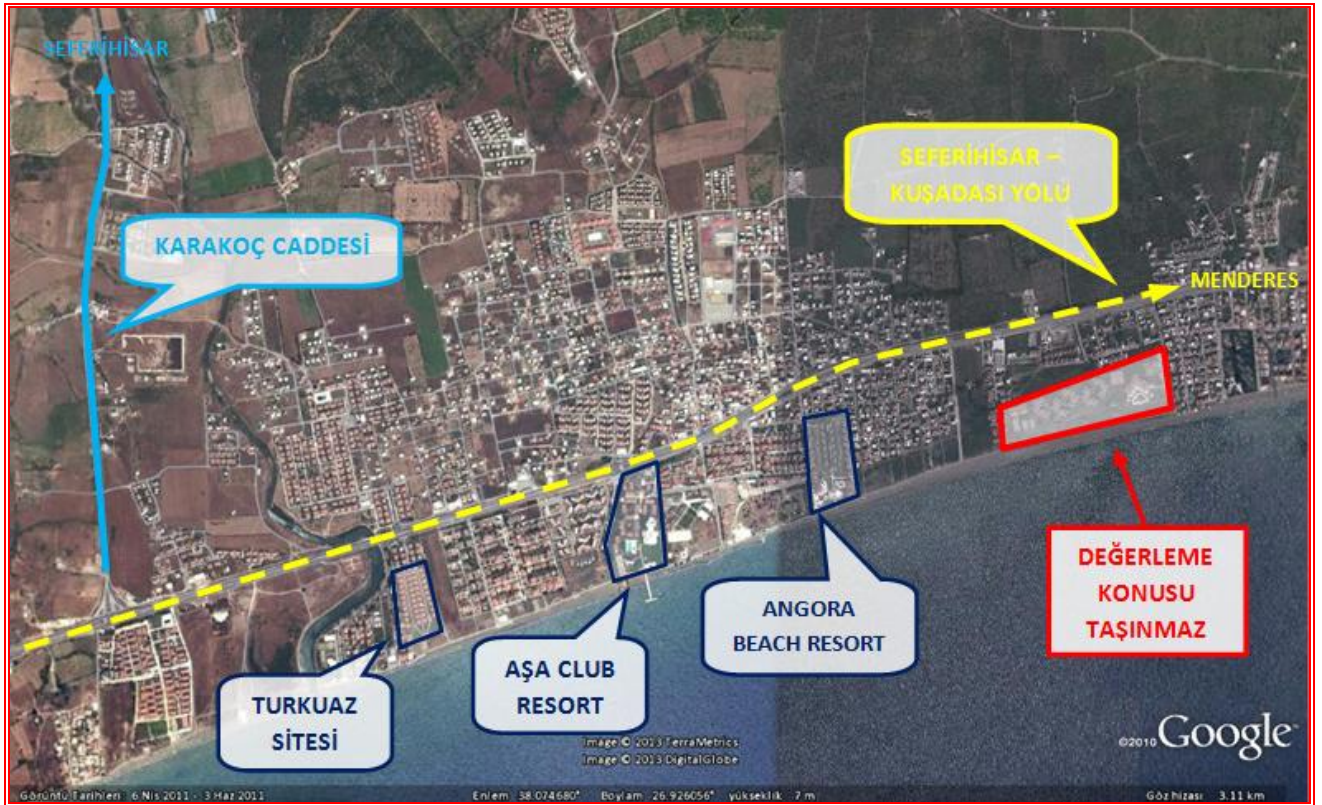 SEFERİHİSAR
KARAKOÇ CADDESİ
SEFERİHİSAR –
KUŞADASI YOLU
MENDERES
DEĞERLEME
KONUSU
TAŞINMAZ
ANGORA
BEACH RESORT
AŞA CLUB
RESORT
TURKUAZ
SİTESİ
Image © 2013 TerraMetrics
Image © 2013 DigitalGlobe
©2010 Google
Görüntü Tarihleri: 6 Nis 2011 - 3 Haz 2011 Enlem 38.074680° Boylam 26.926056° yükseklik 7 m Göz hizası 3.11 km